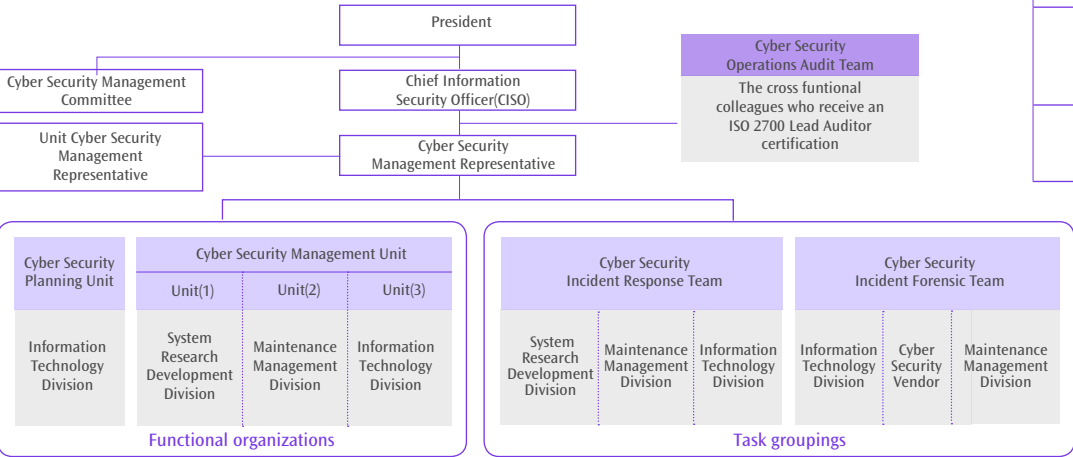 President
Cyber Security
Operations Audit Team
The cross funtional
colleagues who receive an
ISO 2700 Lead Auditor
certification
Cyber Security Management
Committee
Chief Information
Security Officer(CISO)
Unit Cyber Security
Management
Representative
Cyber Security
Management Representative
Cyber Security
Planning Unit
Information
Technology
Division
Cyber Security Management Unit
Unit(1)
Unit(2)
Unit(3)
System
Research
Development
Division
Maintenance
Management
Division
Information
Technology
Division
Functional organizations
Cyber Security
Incident Response Team
System
Research
Development
Division
Maintenance
Management
Division
Information
Technology
Division
Cyber Security
Incident Forensic Team
Information
Technology
Division
Cyber
Security
Vendor
Maintenance
Management
Division
Task groupings